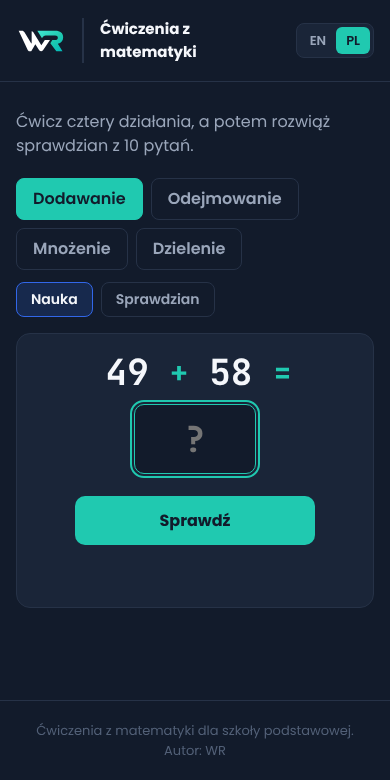 WR
Ćwiczenia z
matematyki
EN PL
Ćwicz cztery działania, a potem rozwiąż
sprawdzian z 10 pytań.
Dodawanie Odejmowanie
Mnożenie Dzielenie
Nauka Sprawdzian
49 + 58 =
?
Sprawdź
Ćwiczenia z matematyki dla szkoły podstawowej.
Autor: WR